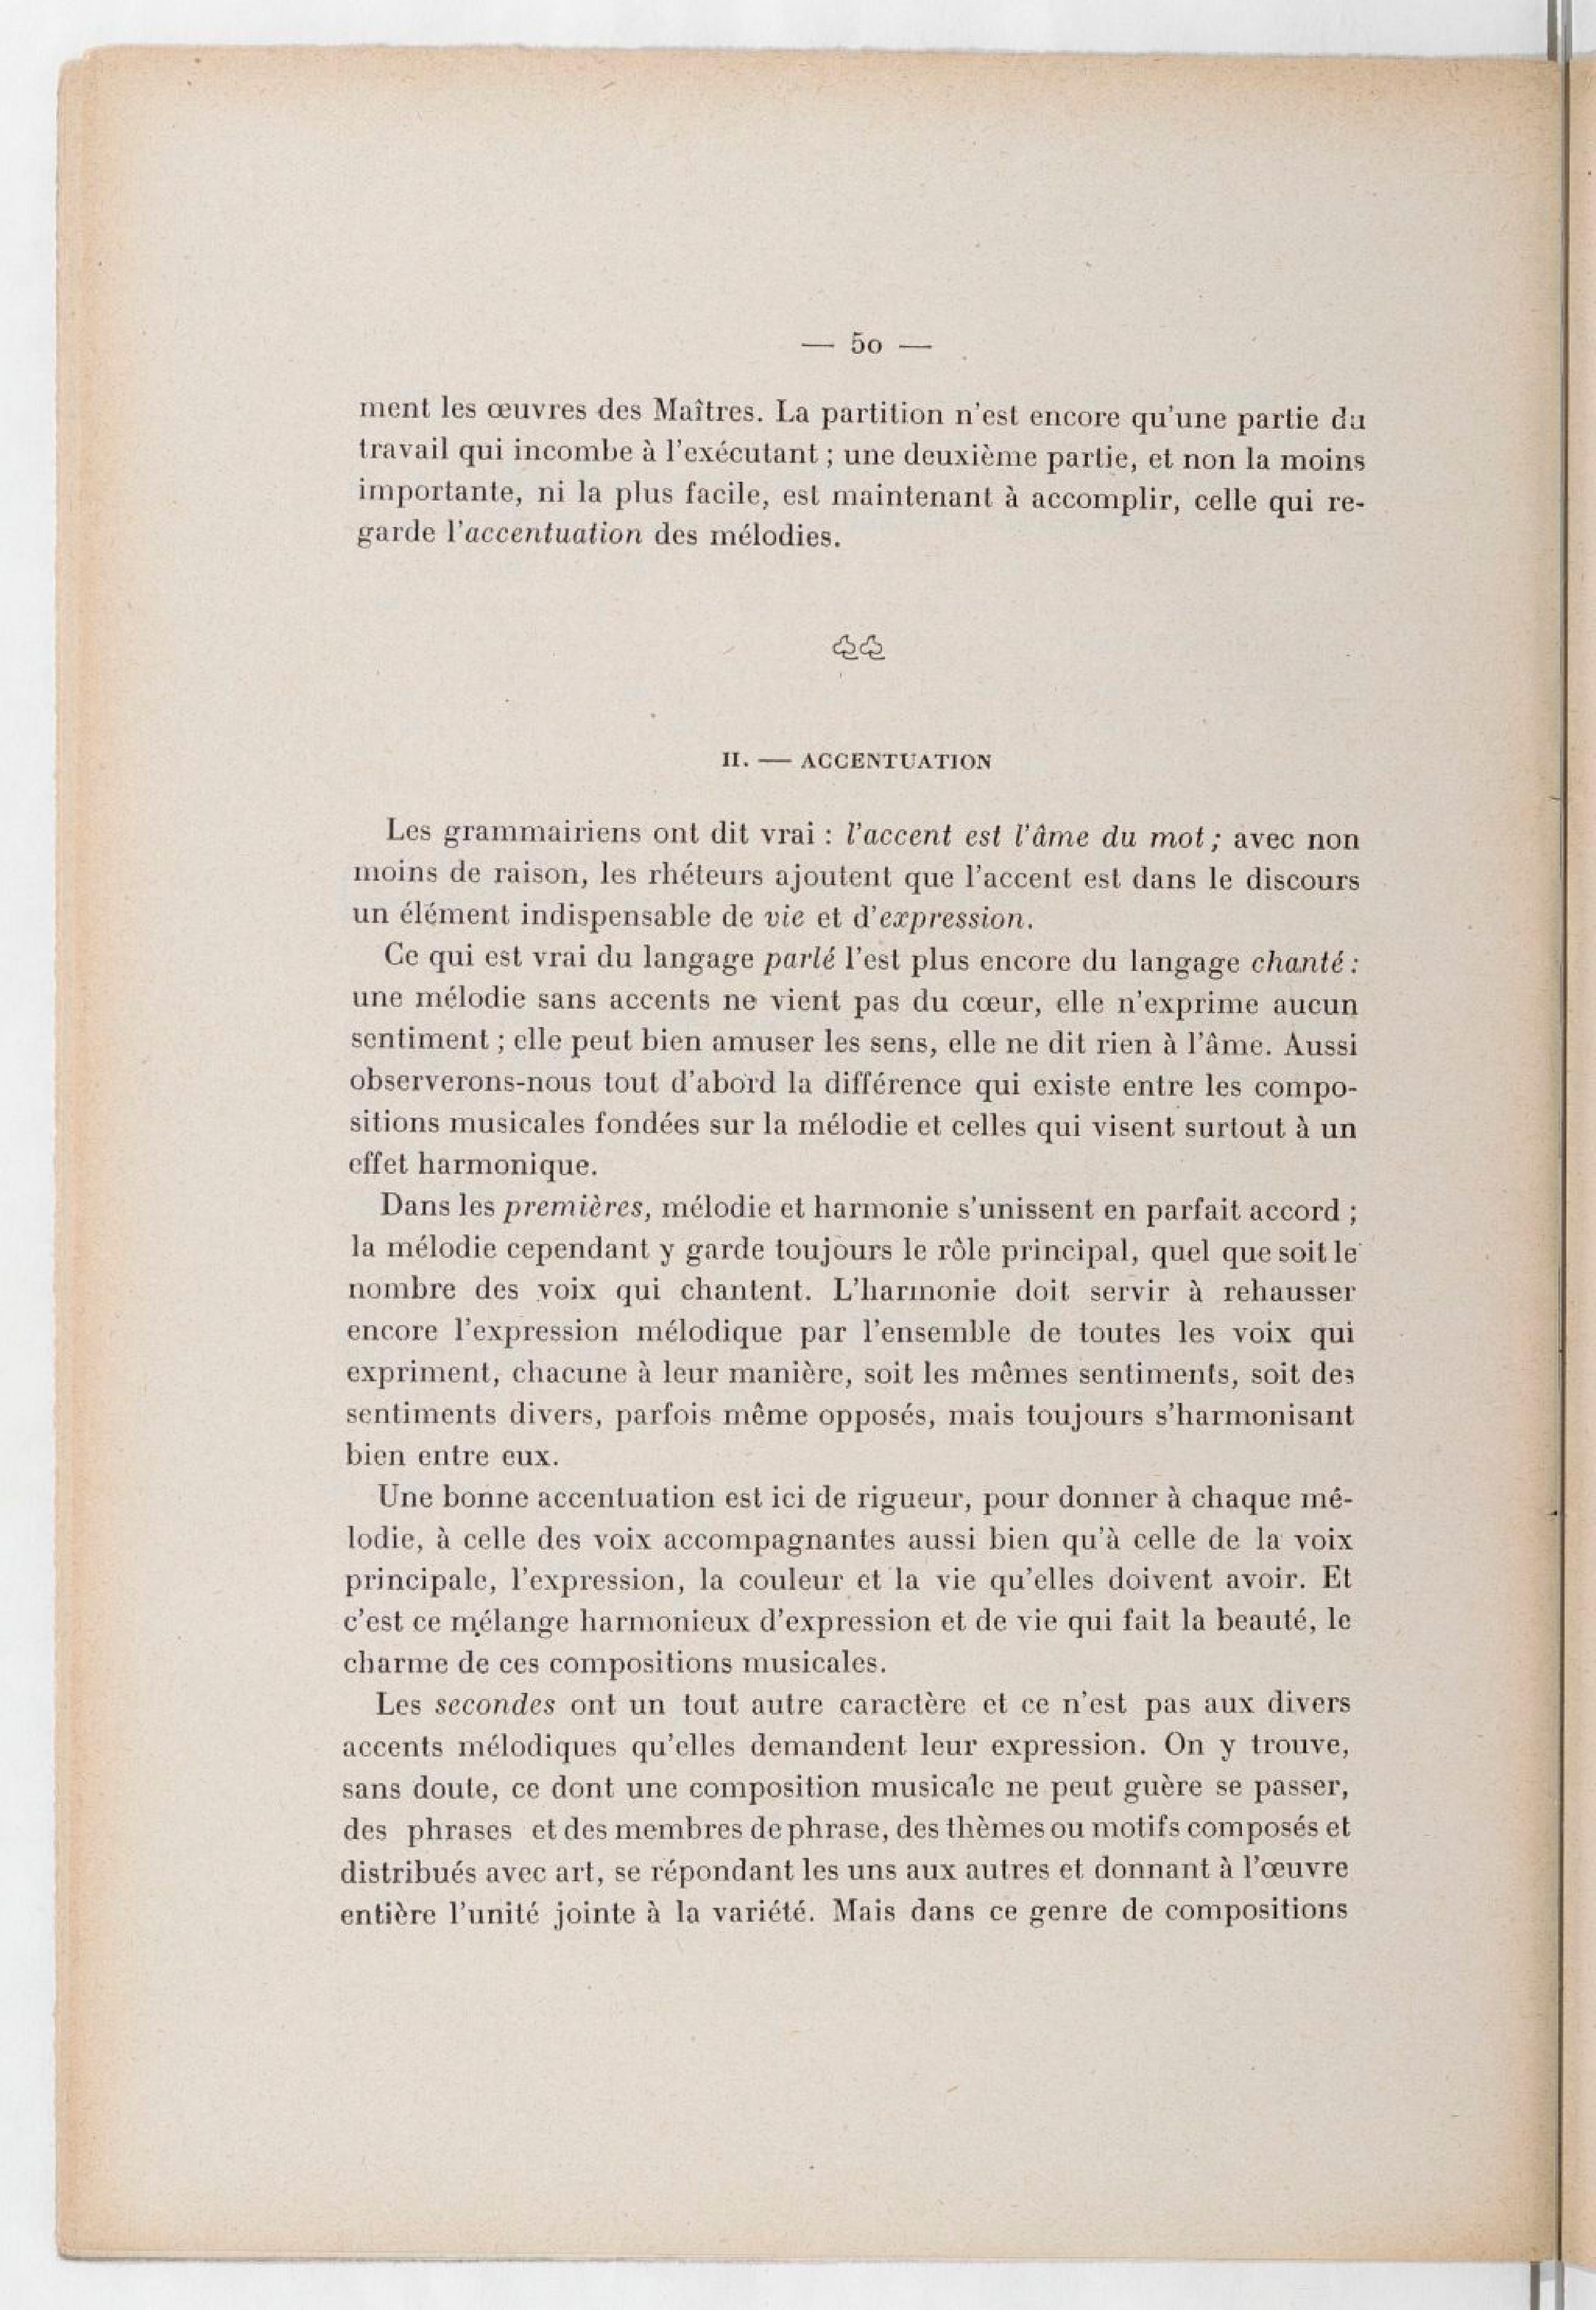 — 50 —
ment les œuvres des Maîtres. La partition n'est encore qu'une partie du
travail qui incombe à l'exécutant ; une deuxième partie, et non la moins
importante, ni la plus facile, est maintenant à accomplir, celle qui re-
garde l'accentuation des mélodies.
II. — ACCENTUATION
Les grammairiens ont dit vrai : l'accent est l'âme du mot ; avec non
moins de raison, les rhéteurs ajoutent que l'accent est dans le discours
un élément indispensable de vie et d'expression.
Ce qui est vrai du langage parlé l'est plus encore du langage chanté :
une mélodie sans accents ne vient pas du cœur, elle n'exprime aucun
sentiment ; elle peut bien amuser les sens, elle ne dit rien à l'âme. Aussi
observerons-nous tout d'abord la différence qui existe entre les compo-
sitions musicales fondées sur la mélodie et celles qui visent surtout à un
effet harmonique.
Dans les premières, mélodie et harmonie s'unissent en parfait accord ;
la mélodie cependant y garde toujours le rôle principal, quel que soit le
nombre des voix qui chantent. L'harmonie doit servir à rehausser
encore l'expression mélodique par l'ensemble de toutes les voix qui
expriment, chacune à leur manière, soit les mêmes sentiments, soit des
sentiments divers, parfois même opposés, mais toujours s'harmonisant
bien entre eux.
Une bonne accentuation est ici de rigueur, pour donner à chaque mé-
lodie, à celle des voix accompagnantes aussi bien qu'à celle de la voix
principale, l'expression, la couleur et la vie qu'elles doivent avoir. Et
c'est ce mélange harmonieux d'expression et de vie qui fait la beauté, le
charme de ces compositions musicales.
Les secondes ont un tout autre caractère et ce n'est pas aux divers
accents mélodiques qu'elles demandent leur expression. On y trouve,
sans doute, ce dont une composition musicale ne peut guère se passer,
des phrases et des membres de phrase, des thèmes ou motifs composés et
distribués avec art, se répondant les uns aux autres et donnant à l'œuvre
entière l'unité jointe à la variété. Mais dans ce genre de compositions